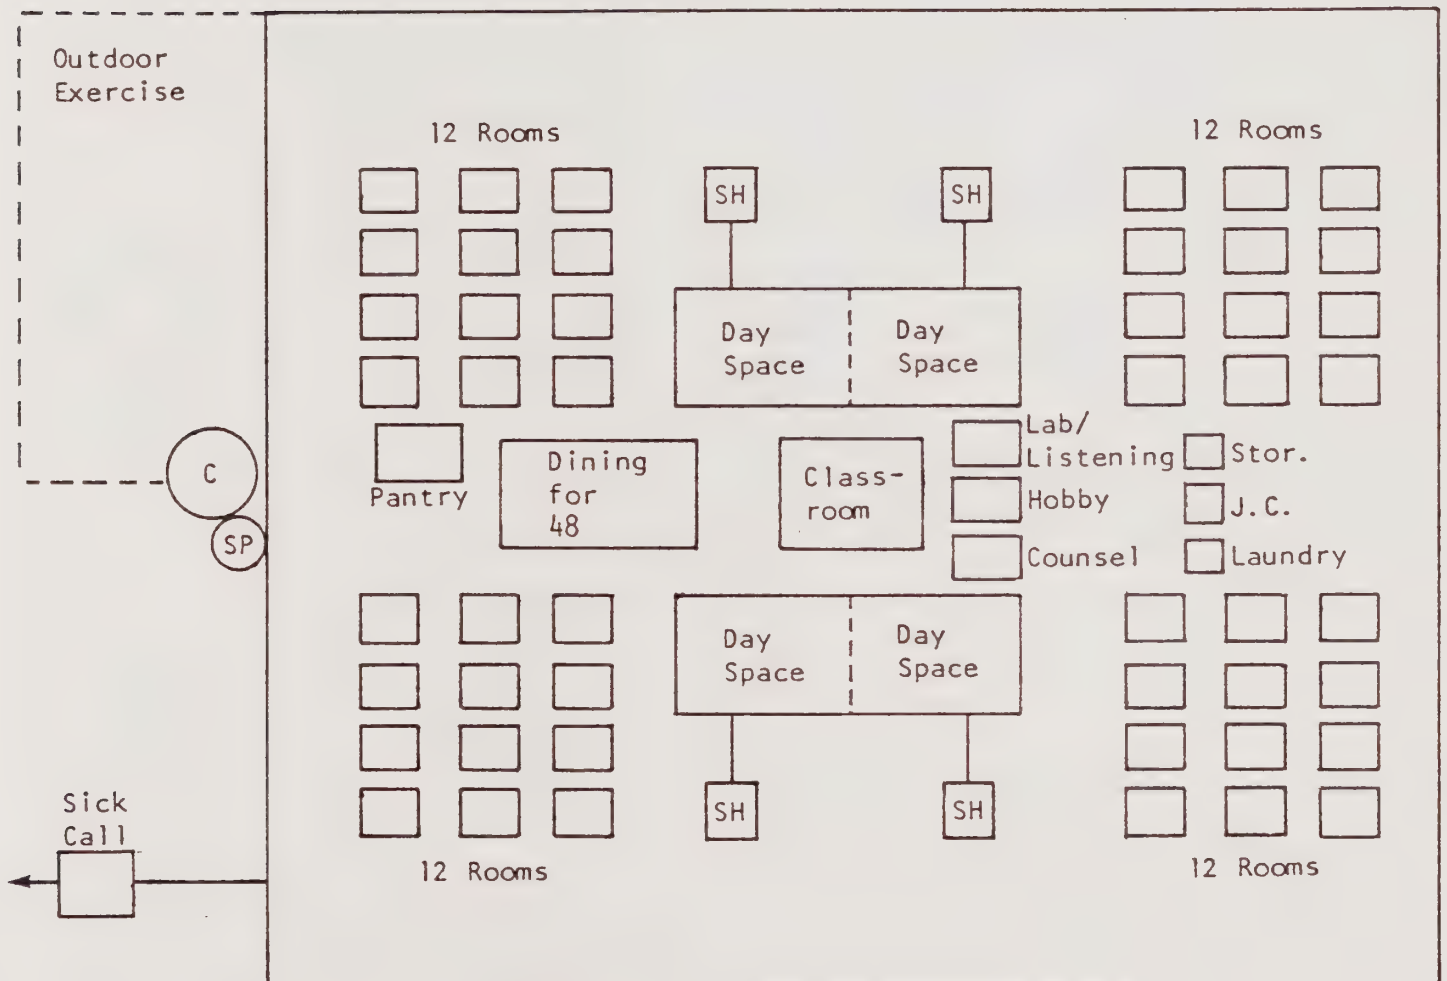 Outdoor
Exercise
12 Rooms
12 Rooms
SH
SH
Day
Space
Day
Space
C
SP
Pantry
Dining
for
48
Class-
room
Lab/
Listening
Hobby
Counsel
Stor.
J.C.
Laundry
Day
Space
Day
Space
Sick
Call
SH
SH
12 Rooms
12 Rooms